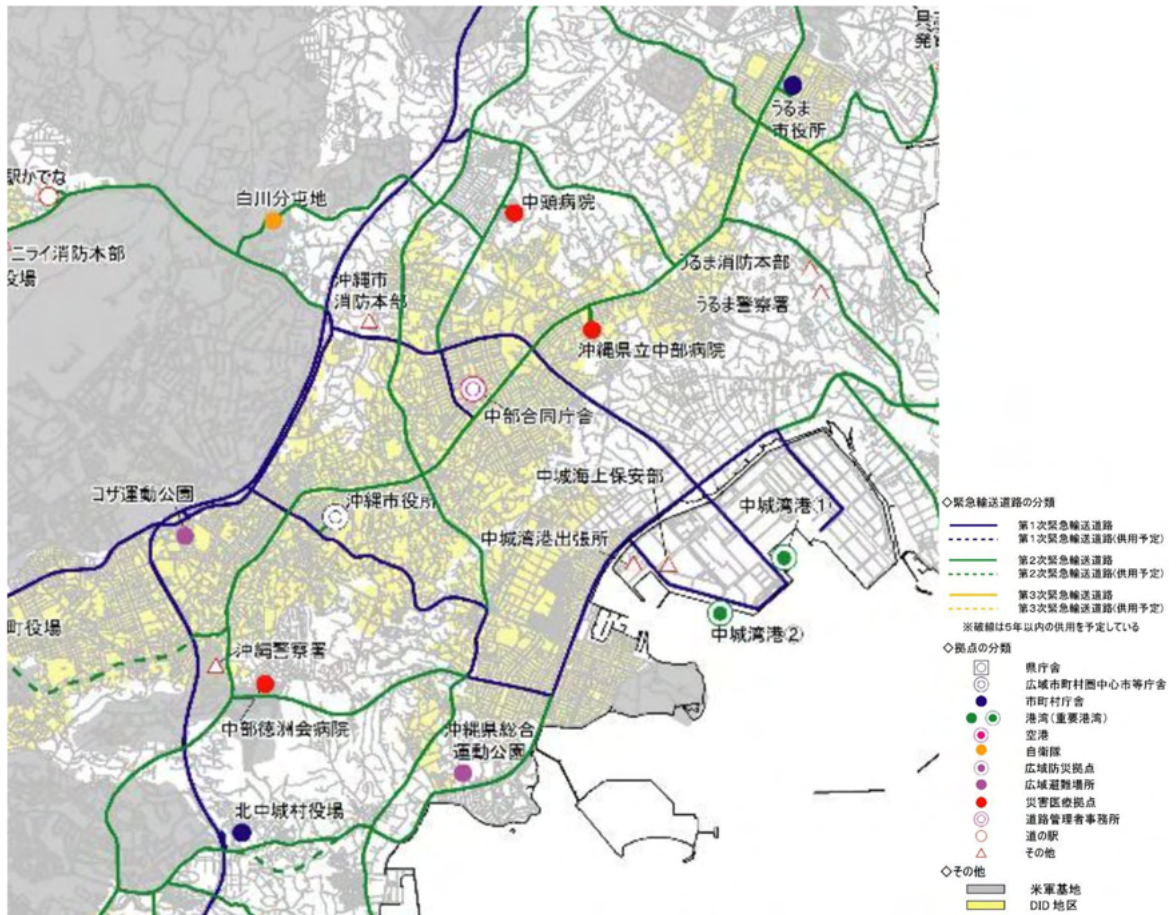 具
発
うるま
市役所
駅かでな
白川分屯地
中頭病院
ニライ消防本部
役場
沖縄市
消防本部
うるま消防本部
うるま警察署
沖縄県立中部病院
中部合同庁舎
中城海上保安部
コザ運動公園
沖縄市役所
中城湾港①
中城湾港出張所
中城湾港②
町役場
沖縄警察署
中部徳洲会病院
沖縄県総合
運動公園
北中城村役場
◇緊急輸送道路の分類
第1次緊急輸送道路
第1次緊急輸送道路(供用予定)
第2次緊急輸送道路
第2次緊急輸送道路(供用予定)
第3次緊急輸送道路
第3次緊急輸送道路(供用予定)
※破線は5年以内の供用を予定している
◇拠点の分類
県庁舎
広域市町村圏中心市等庁舎
市町村庁舎
港湾(重要港湾)
空港
自衛隊
広域防災拠点
広域避難場所
災害医療拠点
道路管理者事務所
道の駅
その他
◇その他
米軍基地
DID 地区